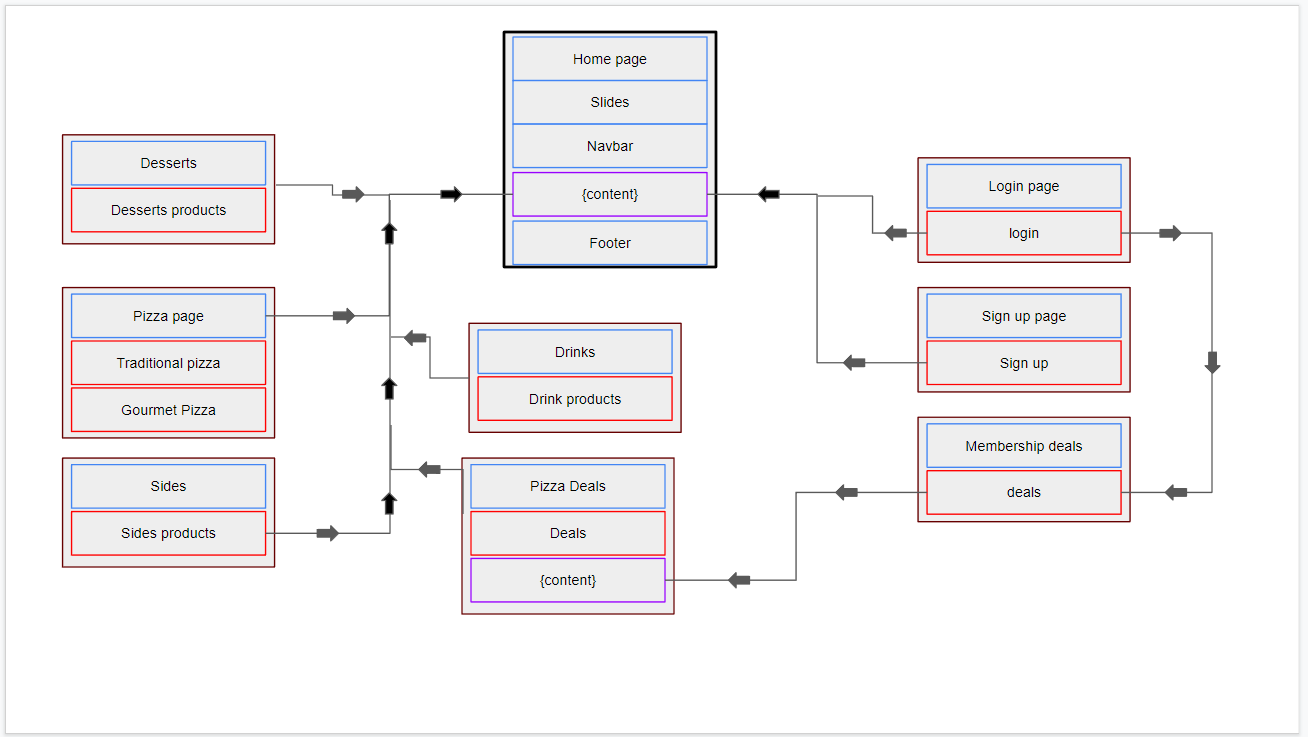 Home page
Slides
Navbar
{content}
Footer
Desserts
Desserts products
Pizza page
Traditional pizza
Gourmet Pizza
Sides
Sides products
Drinks
Drink products
Pizza Deals
Deals
{content}
Login page
login
Sign up page
Sign up
Membership deals
deals